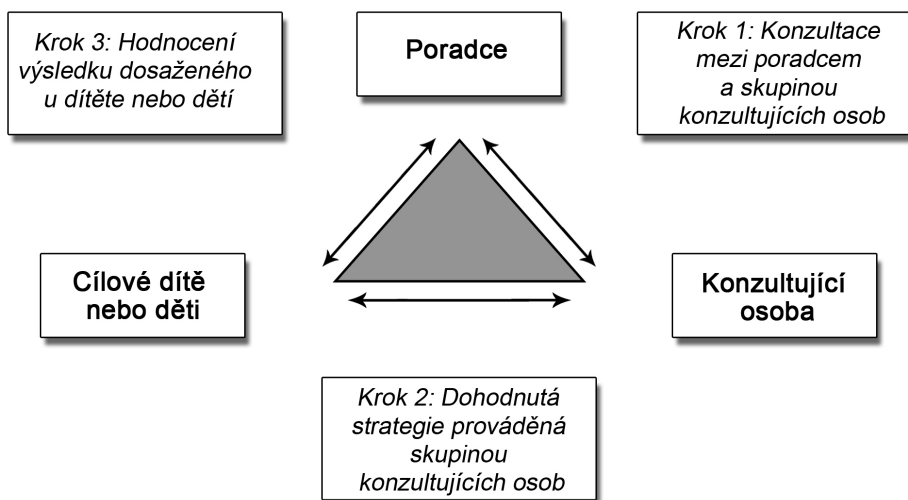 Krok 3: Hodnocení
výsledku dosaženého
u dítěte nebo dětí
Poradce
Krok 1: Konzultace
mezi poradcem
a skupinou
konzultujících osob
Cílové dítě
nebo děti
Konzultující
osoba
Krok 2: Dohodnutá
strategie prováděná
skupinou
konzultujících osob